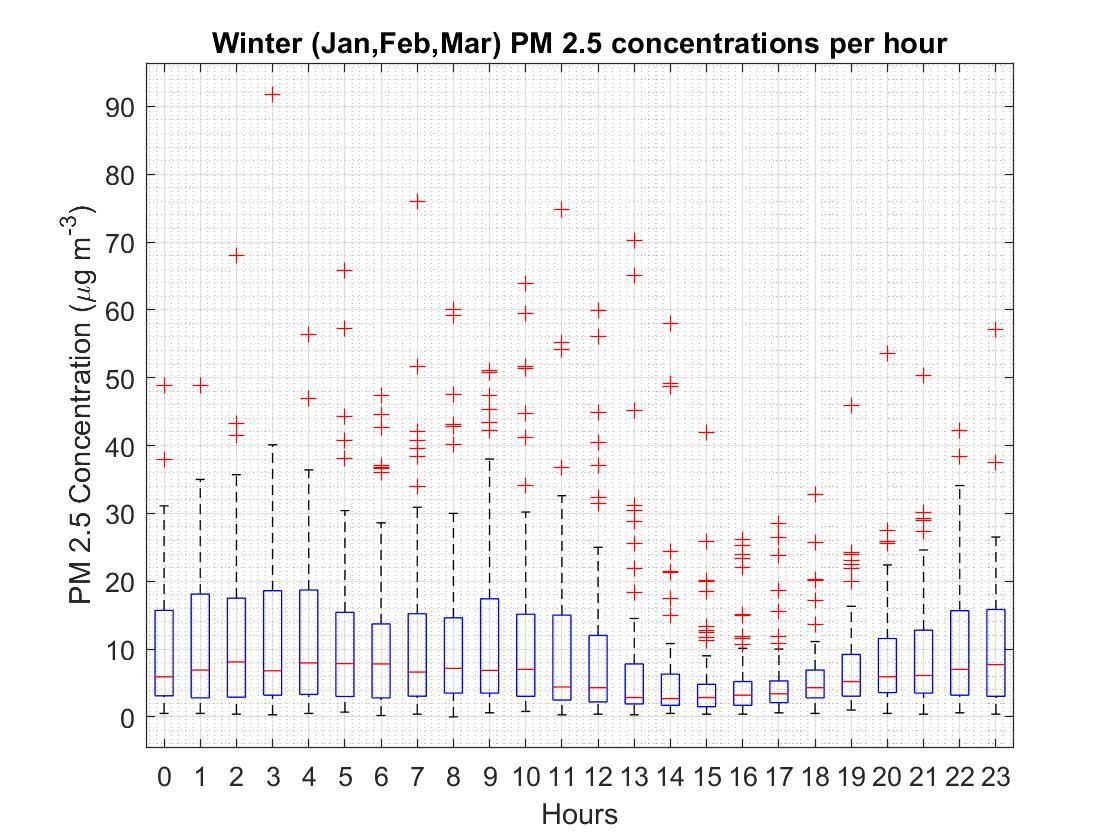 Winter (Jan,Feb,Mar) PM 2.5 concentrations per hour
PM 2.5 Concentration (μg m-3)
90
80
70
60
50
40
30
20
10
0
0 1 2 3 4 5 6 7 8 9 10 11 12 13 14 15 16 17 18 19 20 21 22 23
Hours